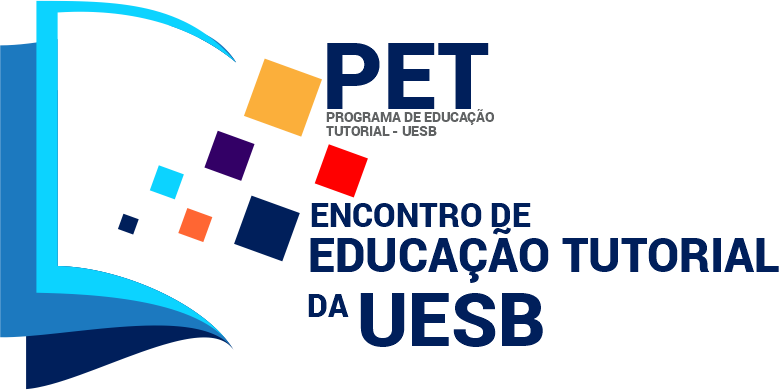 PET
PROGRAMA DE EDUCAÇÃO
TUTORIAL - UESB
ENCONTRO DE
EDUCAÇÃO TUTORIAL
DA UESB